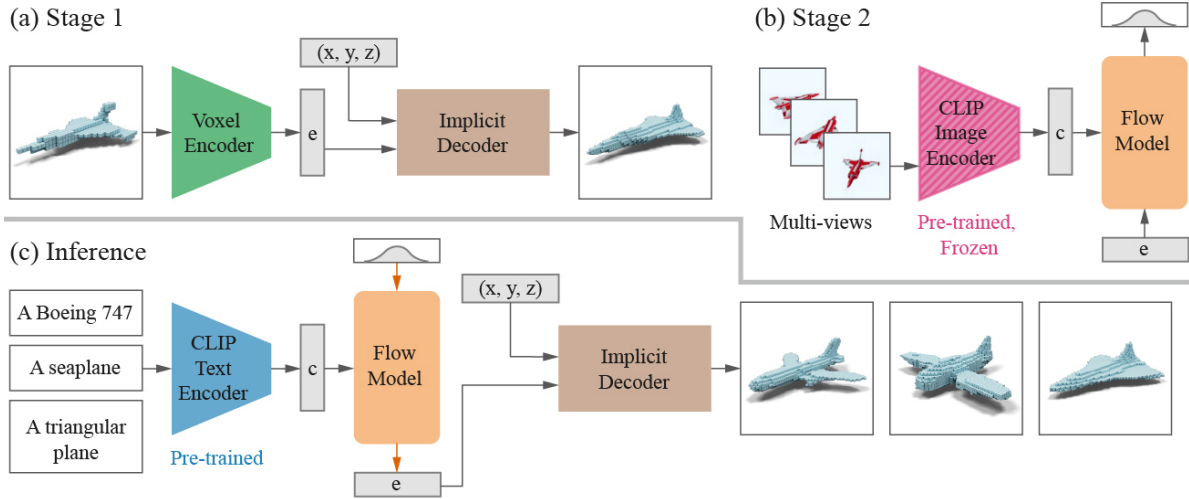 (a) Stage 1
Voxel
Encoder
e
(x, y, z)
Implicit
Decoder
(b) Stage 2
Multi-views
CLIP
Image
Encoder
Pre-trained,
Frozen
c
Flow
Model
e
(c) Inference
A Boeing 747
A seaplane
A triangular
plane
CLIP
Text
Encoder
Pre-trained
c
Flow
Model
e
(x, y, z)
Implicit
Decoder